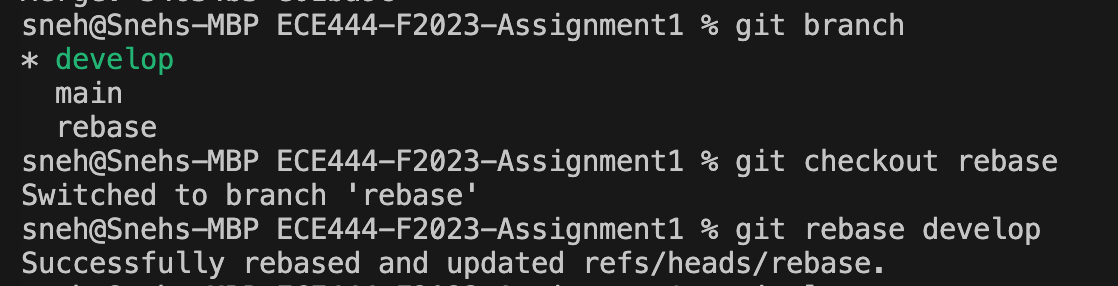 sneh@Snehs-MBP ECE444-F2023-Assignment1 % git branch
* develop
  main
  rebase
sneh@Snehs-MBP ECE444-F2023-Assignment1 % git checkout rebase
Switched to branch 'rebase'
sneh@Snehs-MBP ECE444-F2023-Assignment1 % git rebase develop
Successfully rebased and updated refs/heads/rebase.